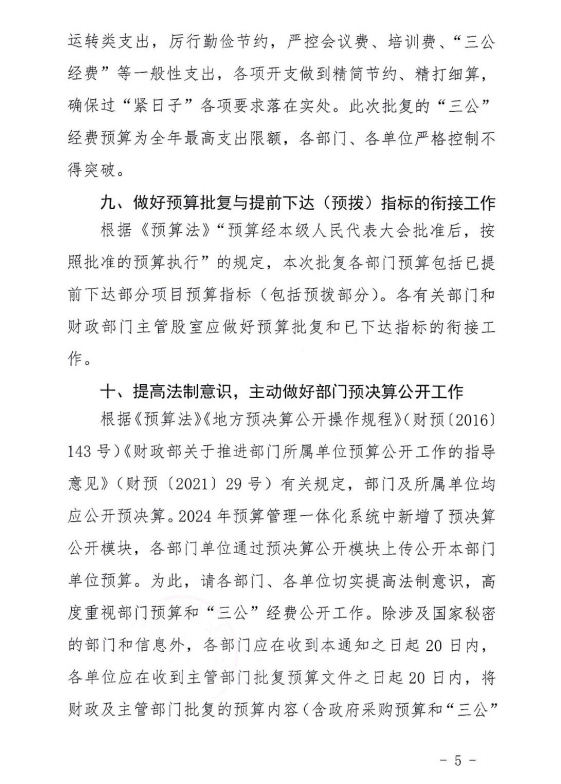 运转类支出，厉行勤俭节约，严控会议费、培训费、“三公
经费”等一般性支出，各项开支做到精简节约、精打细算，
确保过“紧日子”各项要求落在实处。此次批复的“三公”
经费预算为全年最高支出限额，各部门、各单位严格控制不
得突破。
九、做好预算批复与提前下达（预拨）指标的衔接工作
根据《预算法》“预算经本级人民代表大会批准后，按
照批准的预算执行”的规定，本次批复各部门预算包括已提
前下达部分项目预算指标（包括预拨部分）。各有关部门和
财政部门主管股室应做好预算批复和已下达指标的衔接工
作。
十、提高法制意识，主动做好部门预决算公开工作
根据《预算法》《地方预决算公开操作规程》（财预〔2016〕
143 号）《财政部关于推进部门所属单位预算公开工作的指导
意见》（财预〔2021〕29 号）有关规定，部门及所属单位均
应公开预决算。2024 年预算管理一体化系统中新增了预决算
公开模块，各部门单位通过预决算公开模块上传公开本部门
单位预算。为此，请各部门、各单位切实提高法制意识，高
度重视部门预算和“三公”经费公开工作。除涉及国家秘密
的部门和信息外，各部门应在收到本通知之日起 20 日内，
各单位应在收到主管部门批复预算文件之日起 20 日内，将
财政及主管部门批复的预算内容（含政府采购预算和“三公”
- 5 -